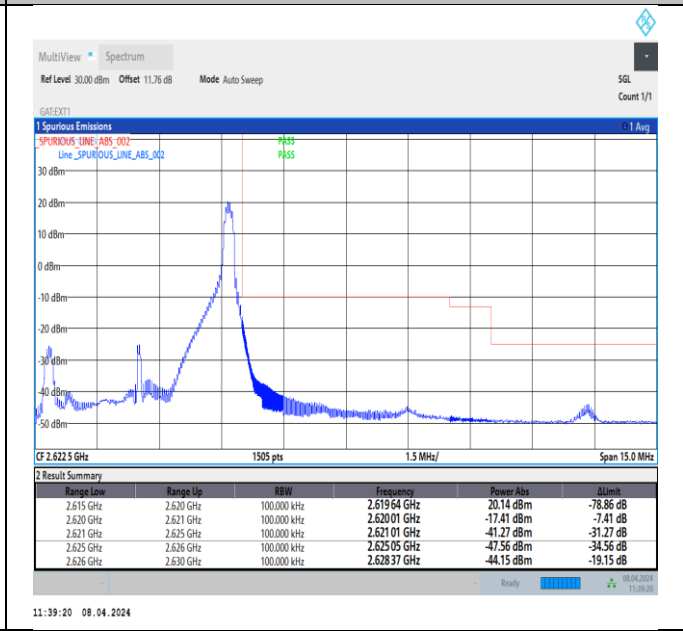 MultiView Spectrum
Ref Level 30.00 dBm Offset 11.76 dB Mode Auto Sweep SGL
Count 1/1
GAT:EXT1
1 Spurious Emissions 1 Avg
_SPURIOUS_LINE_ABS_002 PASS
Line _SPURIOUS_LINE_ABS_002 PASS
30 dBm
20 dBm
10 dBm
0 dBm
-10 dBm
-20 dBm
-30 dBm
-40 dBm
-50 dBm
CF 2.622 5 GHz 1505 pts 1.5 MHz/ Span 15.0 MHz
2 Result Summary
Range Low Range Up RBW Frequency Power Abs ΔLimit
2.615 GHz 2.620 GHz 100.000 kHz 2.619 64 GHz 20.14 dBm -78.86 dB
2.620 GHz 2.621 GHz 100.000 kHz 2.620 01 GHz -17.41 dBm -7.41 dB
2.621 GHz 2.625 GHz 100.000 kHz 2.621 01 GHz -41.27 dBm -31.27 dB
2.625 GHz 2.626 GHz 100.000 kHz 2.625 05 GHz -47.56 dBm -34.56 dB
2.626 GHz 2.630 GHz 100.000 kHz 2.628 37 GHz -44.15 dBm -19.15 dB
Ready 08.04.2024
11:39:20
11:39:20 08.04.2024